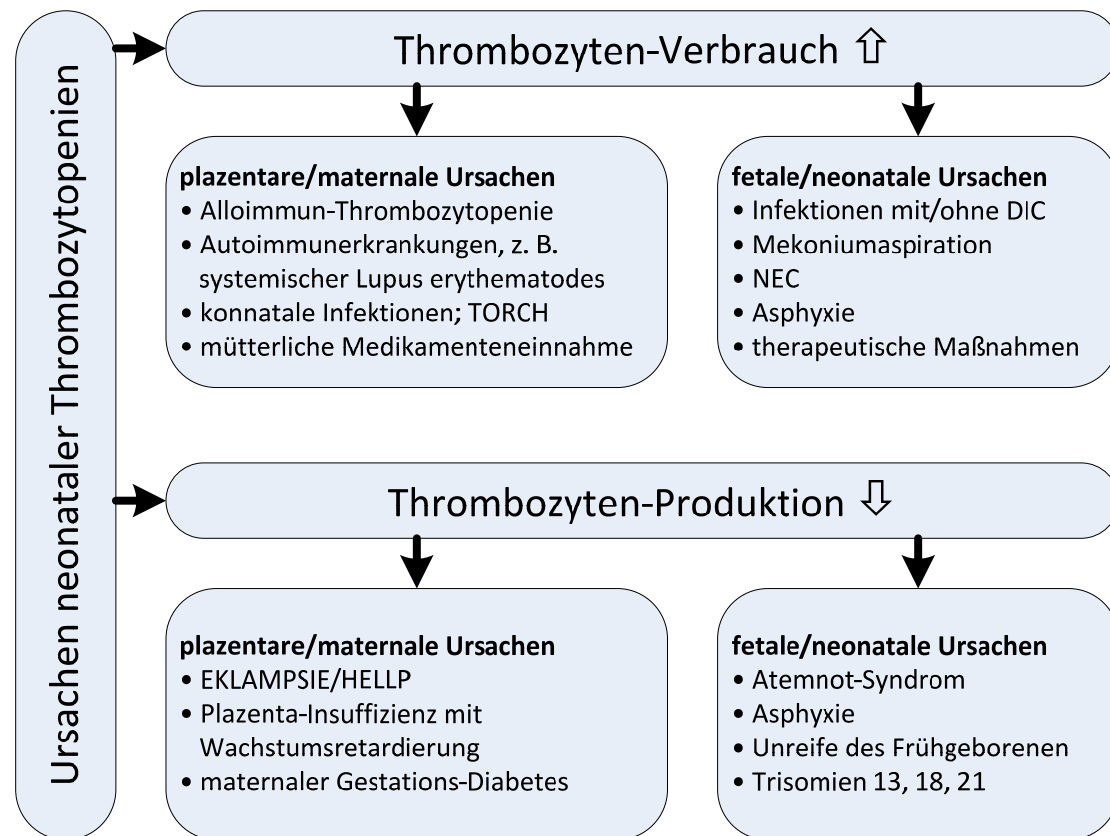 Ursachen neonataler Thrombozytopenien
Thrombozyten-Verbrauch ⇧
plazentare/maternale Ursachen
• Alloimmun-Thrombozytopenie
• Autoimmunerkrankungen, z. B.
systemischer Lupus erythematodes
• konnatale Infektionen; TORCH
• mütterliche Medikamenteneinnahme
fetale/neonatale Ursachen
• Infektionen mit/ohne DIC
• Mekoniumaspiration
• NEC
• Asphyxie
• therapeutische Maßnahmen
Thrombozyten-Produktion ⇩
plazentare/maternale Ursachen
• EKLAMPSIE/HELLP
• Plazenta-Insuffizienz mit
Wachstumsretardierung
• maternaler Gestations-Diabetes
fetale/neonatale Ursachen
• Atemnot-Syndrom
• Asphyxie
• Unreife des Frühgeborenen
• Trisomien 13, 18, 21